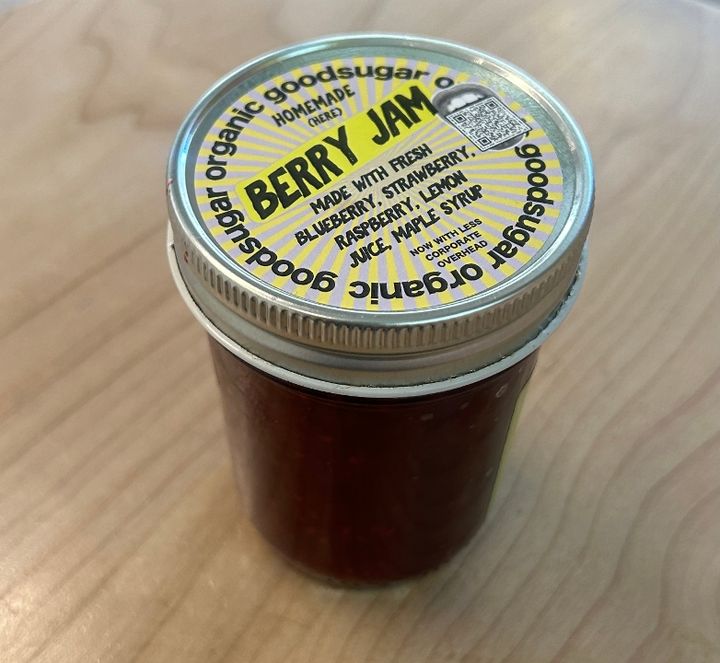 organic goodsugar organic goodsugar organic goodsugar
HOMEMADE
(HERE)
BERRY JAM
MADE WITH FRESH
BLUEBERRY, STRAWBERRY,
RASPBERRY, LEMON
JUICE, MAPLE SYRUP
NOW WITH LESS
CORPORATE
OVERHEAD